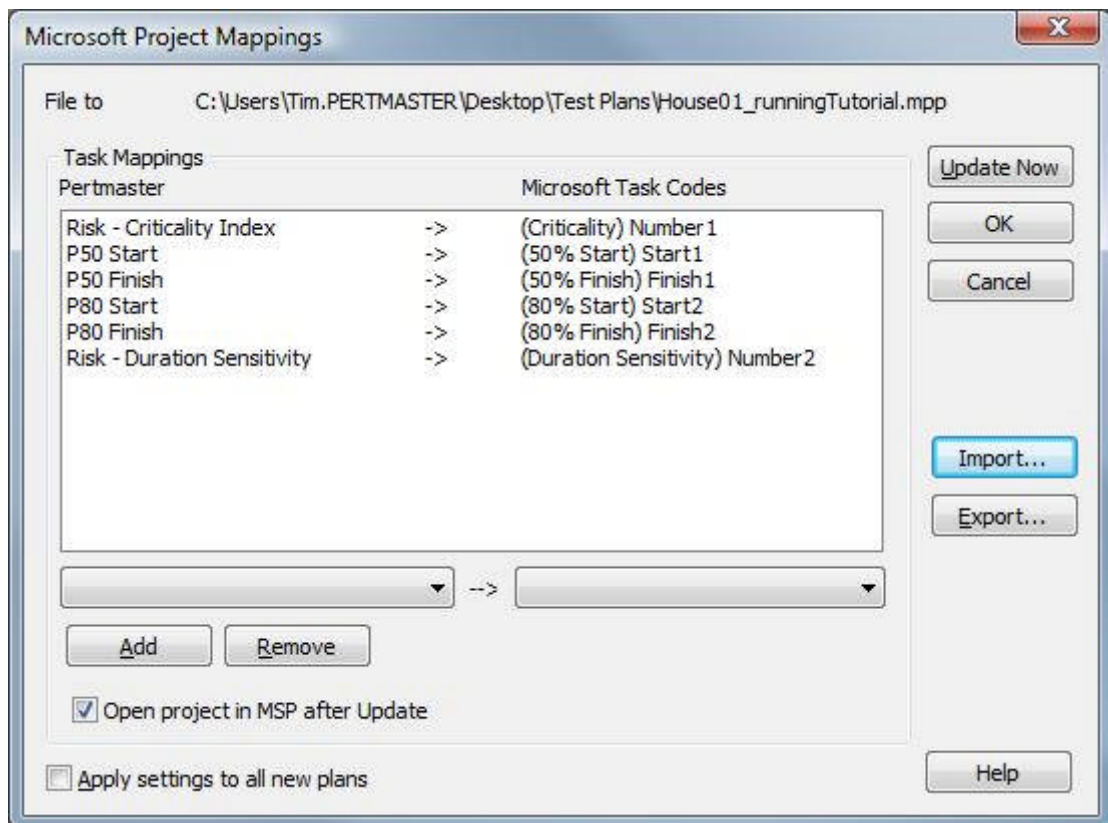 Microsoft Project Mappings
File to C:\Users\Tim.PERTMASTER\Desktop\Test Plans\House01_runningTutorial.mpp
Task Mappings
Pertmaster Microsoft Task Codes
Risk - Criticality Index -> (Criticality) Number1
P50 Start -> (50% Start) Start1
P50 Finish -> (50% Finish) Finish1
P80 Start -> (80% Start) Start2
P80 Finish -> (80% Finish) Finish2
Risk - Duration Sensitivity -> (Duration Sensitivity) Number2
-->
Add Remove
Open project in MSP after Update
Apply settings to all new plans
Update Now
OK
Cancel
Import...
Export...
Help